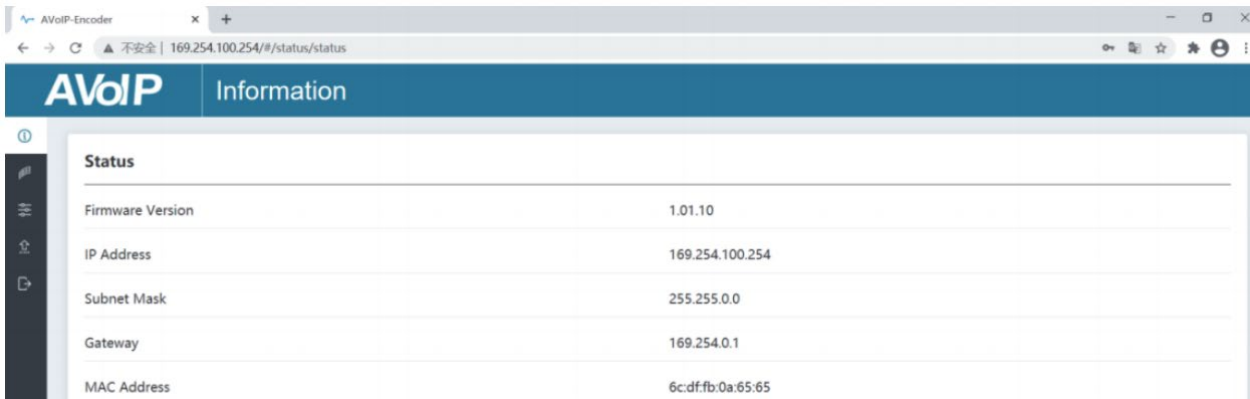 AVoIP-Encoder
不安全 | 169.254.100.254/#/status/status
AVoIP Information
Status
Firmware Version 1.01.10
IP Address 169.254.100.254
Subnet Mask 255.255.0.0
Gateway 169.254.0.1
MAC Address 6c:df:fb:0a:65:65